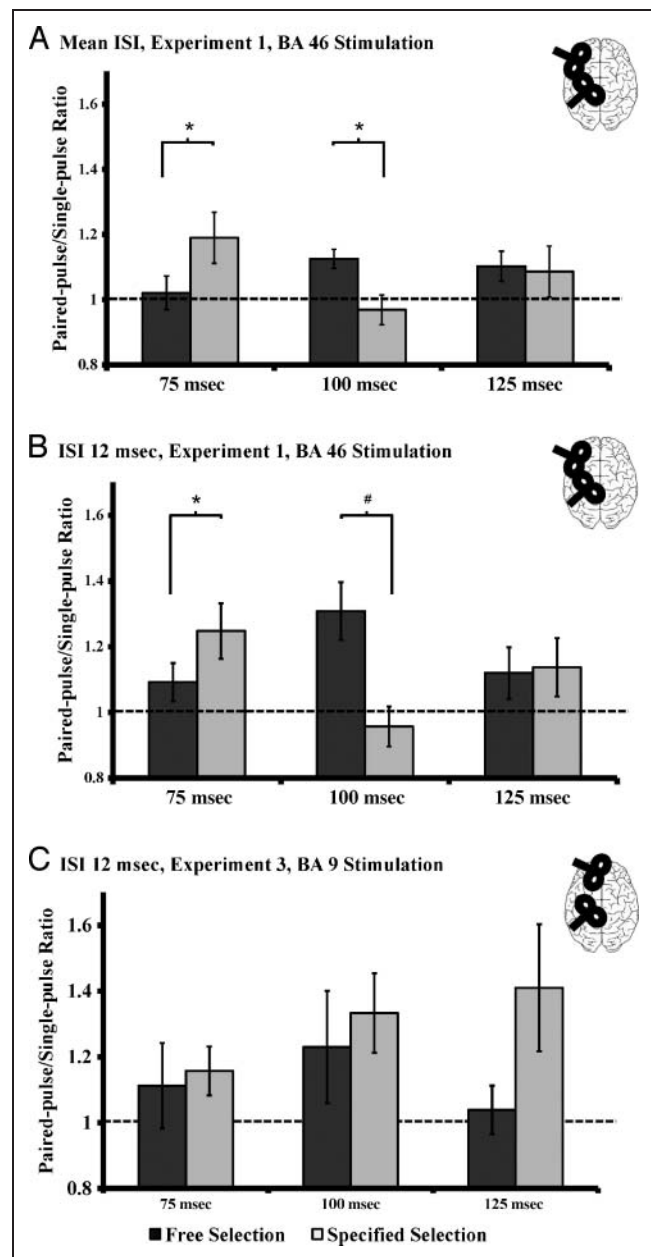 A Mean ISI, Experiment 1, BA 46 Stimulation
Paired-pulse/Single-pulse Ratio
1.6
1.4
1.2
1
0.8
*
*
75 msec 100 msec 125 msec
B ISI 12 msec, Experiment 1, BA 46 Stimulation
Paired-pulse/Single-pulse Ratio
1.6
1.4
1.2
1
0.8
*
#
75 msec 100 msec 125 msec
C ISI 12 msec, Experiment 3, BA 9 Stimulation
Paired-pulse/Single-pulse Ratio
1.6
1.4
1.2
1
0.8
75 msec 100 msec 125 msec
Free Selection Specified Selection